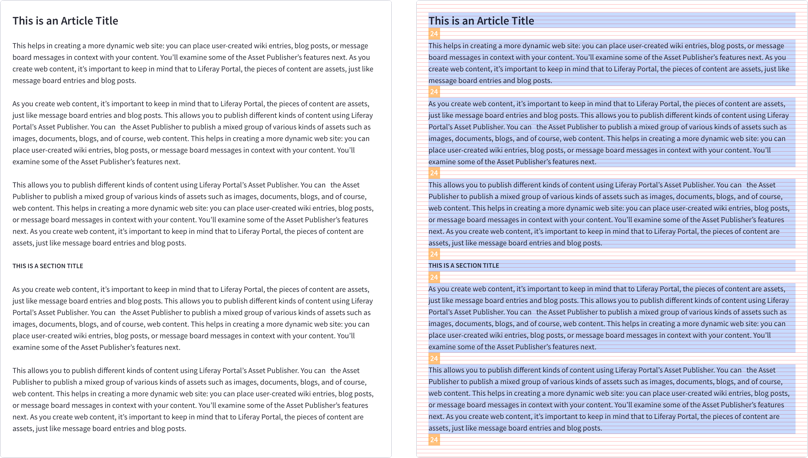 This is an Article Title
This helps in creating a more dynamic web site: you can place user-created wiki entries, blog posts, or message
board messages in context with your content. You'll examine some of the Asset Publisher's features next. As you
create web content, it's important to keep in mind that to Liferay Portal, the pieces of content are assets, just like
message board entries and blog posts.
As you create web content, it's important to keep in mind that to Liferay Portal, the pieces of content are assets,
just like message board entries and blog posts. This allows you to publish different kinds of content using Liferay
Portal's Asset Publisher. You can the Asset Publisher to publish a mixed group of various kinds of assets such as
images, documents, blogs, and of course, web content. This helps in creating a more dynamic web site: you can
place user-created wiki entries, blog posts, or message board messages in context with your content. You'll
examine some of the Asset Publisher's features next.
This allows you to publish different kinds of content using Liferay Portal's Asset Publisher. You can the Asset
Publisher to publish a mixed group of various kinds of assets such as images, documents, blogs, and of course,
web content. This helps in creating a more dynamic web site: you can place user-created wiki entries, blog posts,
or message board messages in context with your content. You'll examine some of the Asset Publisher's features
next. As you create web content, it's important to keep in mind that to Liferay Portal, the pieces of content are
assets, just like message board entries and blog posts.
THIS IS A SECTION TITLE
As you create web content, it's important to keep in mind that to Liferay Portal, the pieces of content are assets,
just like message board entries and blog posts. This allows you to publish different kinds of content using Liferay
Portal's Asset Publisher. You can the Asset Publisher to publish a mixed group of various kinds of assets such as
images, documents, blogs, and of course, web content. This helps in creating a more dynamic web site: you can
place user-created wiki entries, blog posts, or message board messages in context with your content. You'll
examine some of the Asset Publisher's features next.
This allows you to publish different kinds of content using Liferay Portal's Asset Publisher. You can the Asset
Publisher to publish a mixed group of various kinds of assets such as images, documents, blogs, and of course,
web content. This helps in creating a more dynamic web site: you can place user-created wiki entries, blog posts,
or message board messages in context with your content. You'll examine some of the Asset Publisher's features
next. As you create web content, it's important to keep in mind that to Liferay Portal, the pieces of content are
assets, just like message board entries and blog posts.
This is an Article Title
24
This helps in creating a more dynamic web site: you can place user-created wiki entries, blog posts, or message
board messages in context with your content. You'll examine some of the Asset Publisher's features next. As you
create web content, it's important to keep in mind that to Liferay Portal, the pieces of content are assets, just like
message board entries and blog posts.
24
As you create web content, it's important to keep in mind that to Liferay Portal, the pieces of content are assets,
just like message board entries and blog posts. This allows you to publish different kinds of content using Liferay
Portal's Asset Publisher. You can the Asset Publisher to publish a mixed group of various kinds of assets such as
images, documents, blogs, and of course, web content. This helps in creating a more dynamic web site: you can
place user-created wiki entries, blog posts, or message board messages in context with your content. You'll
examine some of the Asset Publisher's features next.
24
This allows you to publish different kinds of content using Liferay Portal's Asset Publisher. You can the Asset
Publisher to publish a mixed group of various kinds of assets such as images, documents, blogs, and of course,
web content. This helps in creating a more dynamic web site: you can place user-created wiki entries, blog posts,
or message board messages in context with your content. You'll examine some of the Asset Publisher's features
next. As you create web content, it's important to keep in mind that to Liferay Portal, the pieces of content are
assets, just like message board entries and blog posts.
24
THIS IS A SECTION TITLE
24
As you create web content, it's important to keep in mind that to Liferay Portal, the pieces of content are assets,
just like message board entries and blog posts. This allows you to publish different kinds of content using Liferay
Portal's Asset Publisher. You can the Asset Publisher to publish a mixed group of various kinds of assets such as
images, documents, blogs, and of course, web content. This helps in creating a more dynamic web site: you can
place user-created wiki entries, blog posts, or message board messages in context with your content. You'll
examine some of the Asset Publisher's features next.
24
This allows you to publish different kinds of content using Liferay Portal's Asset Publisher. You can the Asset
Publisher to publish a mixed group of various kinds of assets such as images, documents, blogs, and of course,
web content. This helps in creating a more dynamic web site: you can place user-created wiki entries, blog posts,
or message board messages in context with your content. You'll examine some of the Asset Publisher's features
next. As you create web content, it's important to keep in mind that to Liferay Portal, the pieces of content are
assets, just like message board entries and blog posts.
24